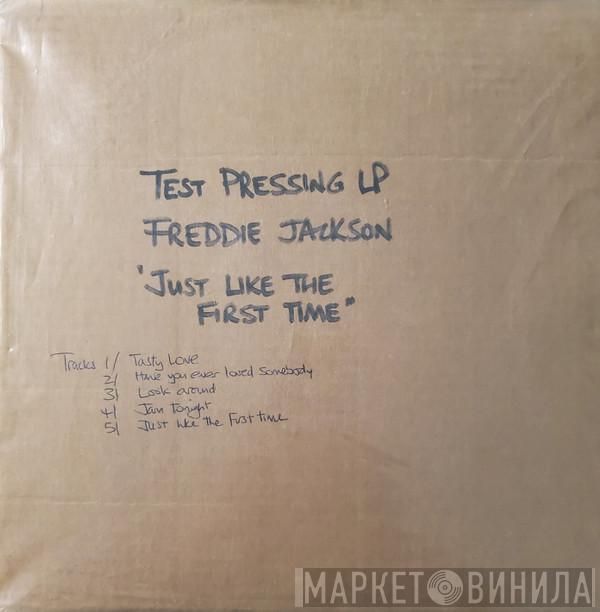 TEST PRESSING LP
FREDDIE JACKSON
'JUST LIKE THE
FIRST TIME"
Tracks 1/ Tasty Love
2/ Have you ever loved Somebody
3/ Look around
4/ Jam Tonight
5/ Just like the First time
МАРКЕТ ВИНИЛА